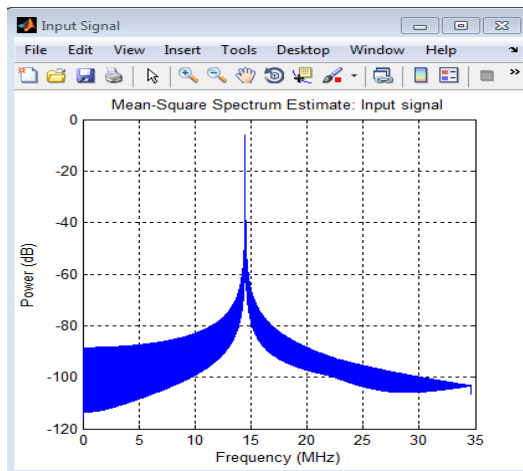 Input Signal
File Edit View Insert Tools Desktop Window Help
Mean-Square Spectrum Estimate: Input signal
0
-20
-40
-60
-80
-100
-120
Power (dB)
0 5 10 15 20 25 30 35
Frequency (MHz)